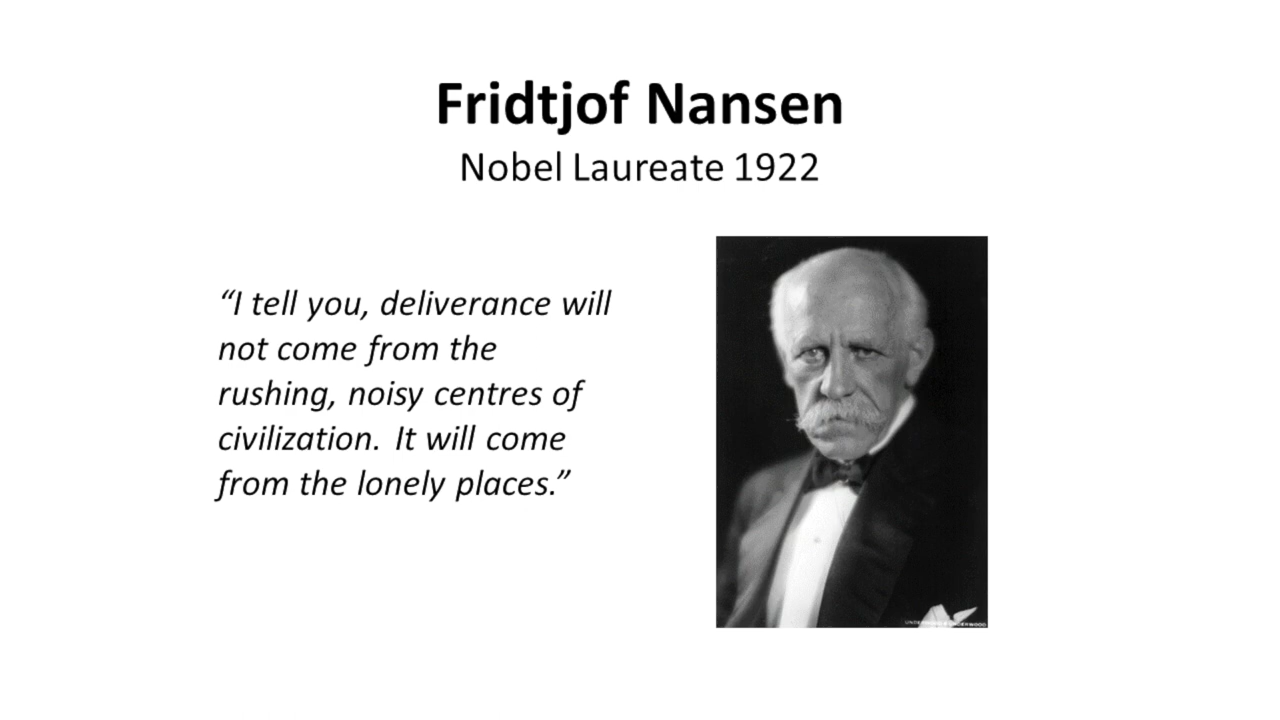 Fridtjof Nansen
Nobel Laureate 1922
“I tell you, deliverance will
not come from the
rushing, noisy centres of
civilization. It will come
from the lonely places.”